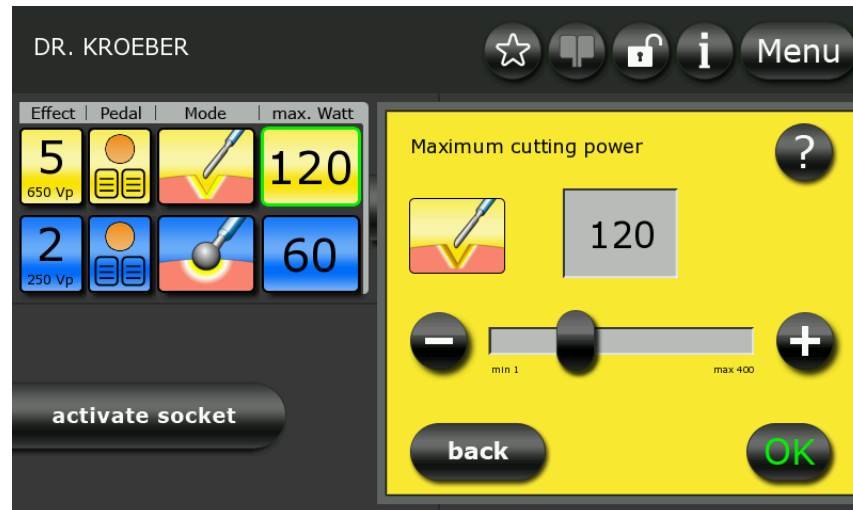 DR. KROEBER
i Menu
Effect | Pedal | Mode | max. Watt
5
650 Vp
120
2
250 Vp
60
Maximum cutting power
?
120
− +
min 1 max 400
activate socket
back
OK